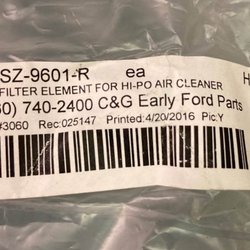 SZ-9601-R ea H
FILTER ELEMENT FOR HI-PO AIR CLEANER
60) 740-2400 C&G Early Ford Parts
#3060 Rec:025147 Printed:4/20/2016 Pic:Y